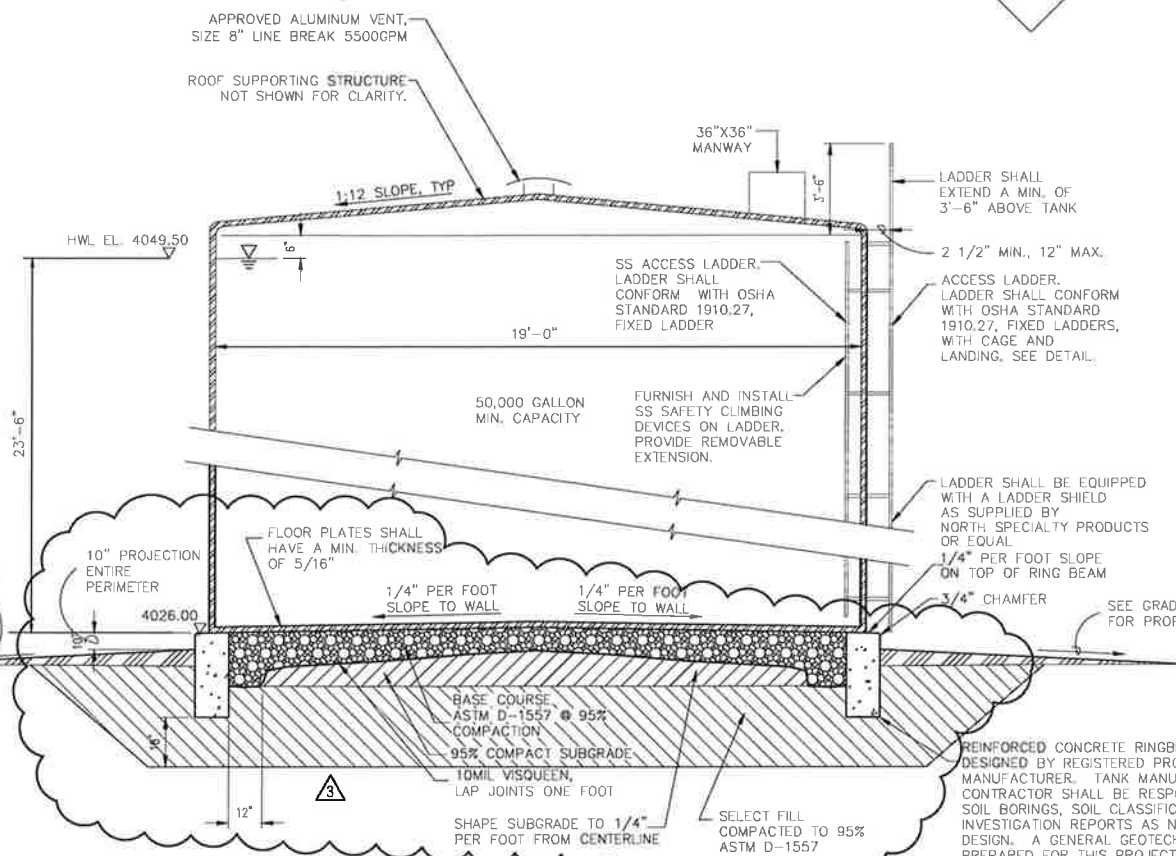 APPROVED ALUMINUM VENT,
SIZE 8" LINE BREAK 5500GPM
ROOF SUPPORTING STRUCTURE
NOT SHOWN FOR CLARITY.
36"X36"
MANWAY
3'-6"
LADDER SHALL
EXTEND A MIN. OF
3'-6" ABOVE TANK
1:12 SLOPE, TYP
HWL EL. 4049.50
6"
2 1/2" MIN., 12" MAX.
SS ACCESS LADDER.
LADDER SHALL
CONFORM WITH OSHA
STANDARD 1910.27,
FIXED LADDER
ACCESS LADDER.
LADDER SHALL CONFORM
WITH OSHA STANDARD
1910.27, FIXED LADDERS,
WITH CAGE AND
LANDING. SEE DETAIL.
19'-0"
23'-6"
50,000 GALLON
MIN. CAPACITY
FURNISH AND INSTALL
SS SAFETY CLIMBING
DEVICES ON LADDER.
PROVIDE REMOVABLE
EXTENSION.
LADDER SHALL BE EQUIPPED
WITH A LADDER SHIELD
AS SUPPLIED BY
NORTH SPECIALTY PRODUCTS
OR EQUAL
FLOOR PLATES SHALL
HAVE A MIN. THICKNESS
OF 5/16"
10" PROJECTION
ENTIRE
PERIMETER
1/4" PER FOOT
SLOPE TO WALL
1/4" PER FOOT
SLOPE TO WALL
1/4" PER FOOT SLOPE
ON TOP OF RING BEAM
3/4" CHAMFER
4026.00
10"
SEE GRAD
FOR PROP
BASE COURSE
ASTM D-1557 @ 95%
COMPACTION
95% COMPACT SUBGRADE
10MIL VISQUEEN,
LAP JOINTS ONE FOOT
16"
12"
3
SHAPE SUBGRADE TO 1/4"
PER FOOT FROM CENTERLINE
SELECT FILL
COMPACTED TO 95%
ASTM D-1557
REINFORCED CONCRETE RINGB
DESIGNED BY REGISTERED PRO
MANUFACTURER. TANK MANU
CONTRACTOR SHALL BE RESP
SOIL BORINGS, SOIL CLASSIFI
INVESTIGATION REPORTS AS N
DESIGN. A GENERAL GEOTECH
PREPARED FOR THIS PROJECT